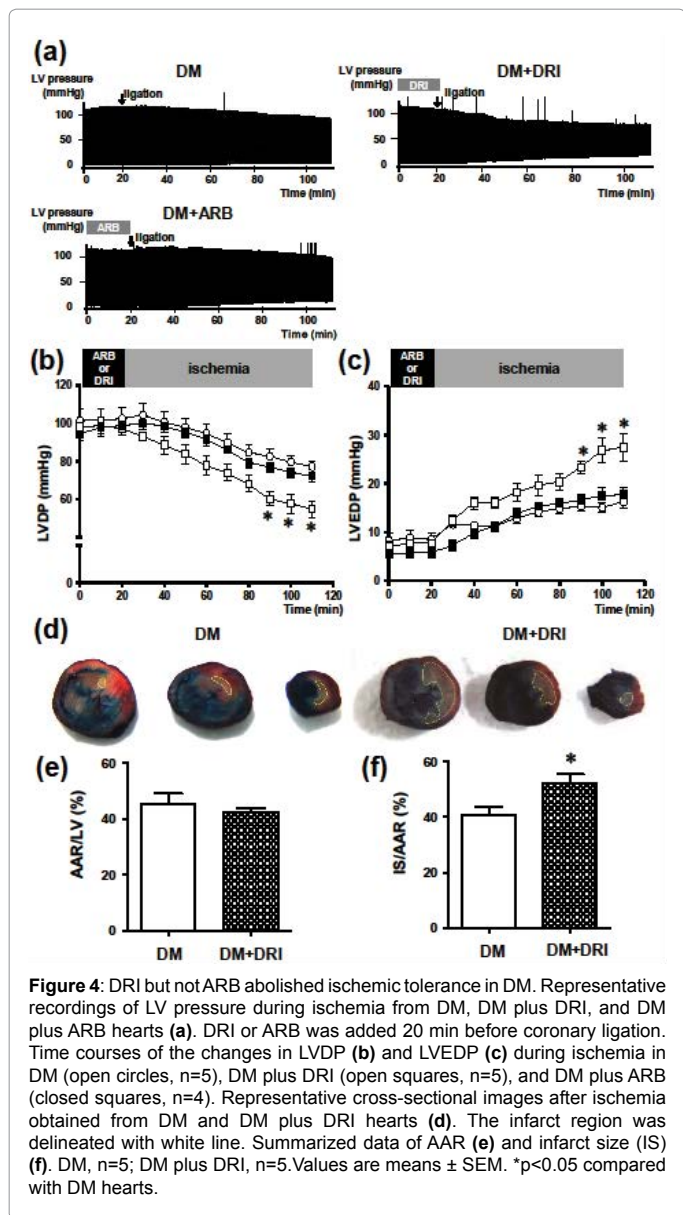 (a)
DM
LV pressure
(mmHg)
ligation
100
50
0
0 20 40 60 80 100
Time (min)
DM+DRI
LV pressure
(mmHg)
DRI
ligation
100
50
0
0 20 40 60 80 100
Time (min)
DM+ARB
LV pressure
(mmHg)
ARB
ligation
100
50
0
0 20 40 60 80 100
Time (min)
(b)
ARB
or
DRI
ischemia
LVDP (mmHg)
120
100
80
60
0
* * *
0 20 40 60 80 100 120
Time (min)
(c)
ARB
or
DRI
ischemia
LVEDP (mmHg)
40
30
20
10
0
* * *
0 20 40 60 80 100 120
Time (min)
(d)
DM
DM+DRI
(e)
AAR/LV (%)
60
40
20
0
DM DM+DRI
(f)
IS/AAR (%)
60
40
20
0
*
DM DM+DRI
Figure 4: DRI but not ARB abolished ischemic tolerance in DM. Representative
recordings of LV pressure during ischemia from DM, DM plus DRI, and DM
plus ARB hearts (a). DRI or ARB was added 20 min before coronary ligation.
Time courses of the changes in LVDP (b) and LVEDP (c) during ischemia in
DM (open circles, n=5), DM plus DRI (open squares, n=5), and DM plus ARB
(closed squares, n=4). Representative cross-sectional images after ischemia
obtained from DM and DM plus DRI hearts (d). The infarct region was
delineated with white line. Summarized data of AAR (e) and infarct size (IS)
(f). DM, n=5; DM plus DRI, n=5.Values are means ± SEM. *p<0.05 compared
with DM hearts.